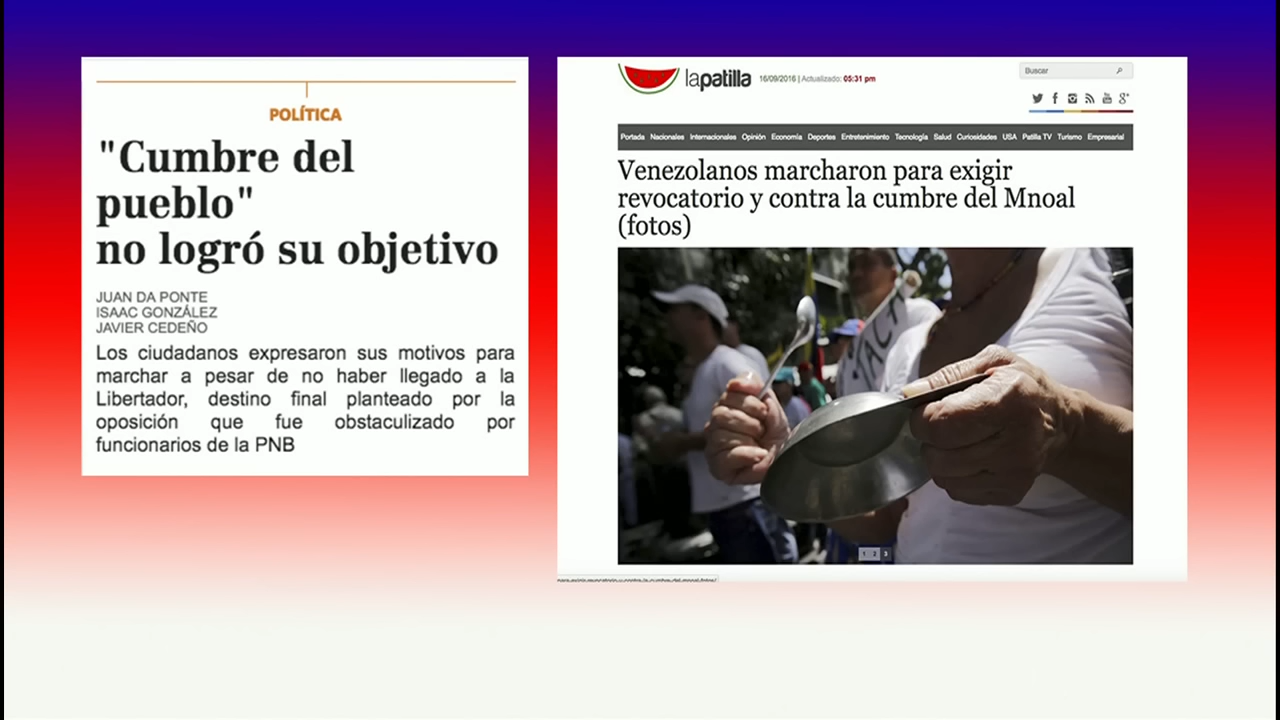 POLÍTICA
"Cumbre del
pueblo"
no logró su objetivo
JUAN DA PONTE
ISAAC GONZÁLEZ
JAVIER CEDEÑO
Los ciudadanos expresaron sus motivos para
marchar a pesar de no haber llegado a la
Libertador, destino final planteado por la
oposición que fue obstaculizado por
funcionarios de la PNB
lapatilla 16/09/2016 | Actualizado: 05:31 pm
Buscar
Portada Nacionales Internacionales Opinión Economía Deportes Entretenimiento Tecnología Salud Curiosidades USA Patilla TV Turismo Empresarial
Venezolanos marcharon para exigir
revocatorio y contra la cumbre del Mnoal
(fotos)
1 2 3